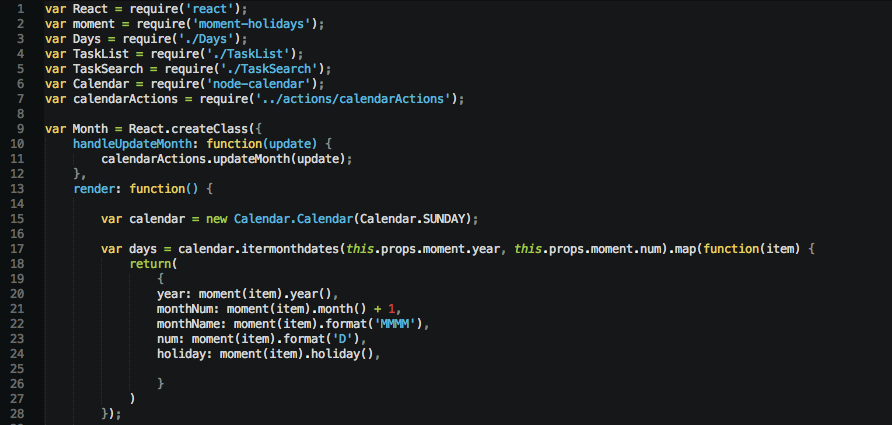 1 var React = require('react');
2 var moment = require('moment-holidays');
3 var Days = require('./Days');
4 var TaskList = require('./TaskList');
5 var TaskSearch = require('./TaskSearch');
6 var Calendar = require('node-calendar');
7 var calendarActions = require('../actions/calendarActions');
8
9 var Month = React.createClass({
10     handleUpdateMonth: function(update) {
11         calendarActions.updateMonth(update);
12     },
13     render: function() {
14
15         var calendar = new Calendar.Calendar(Calendar.SUNDAY);
16
17         var days = calendar.itermonthdates(this.props.moment.year, this.props.moment.num).map(function(item) {
18             return(
19                 {
20                 year: moment(item).year(),
21                 monthNum: moment(item).month() + 1,
22                 monthName: moment(item).format('MMMM'),
23                 num: moment(item).format('D'),
24                 holiday: moment(item).holiday(),
25
26                 }
27             )
28         });